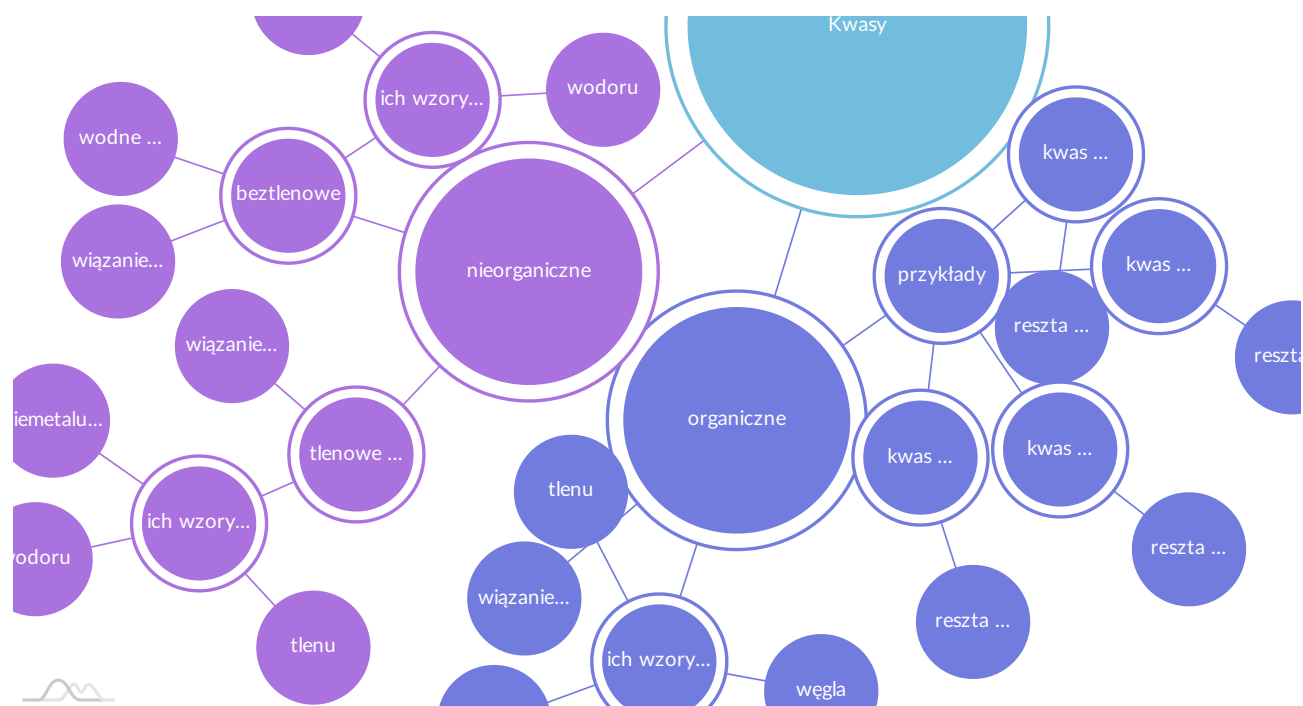 Kwasy
wodoru
ich wzory...
wodne ...
kwas ...
beztlenowe
wiązanie...
nieorganiczne
przykłady
kwas ...
reszta ...
wiązanie...
organiczne
tlenowe ...
kwas ...
kwas ...
tlenu
ich wzory...
reszta ...
wiązanie...
reszta ...
tlenu
ich wzory...
węgla